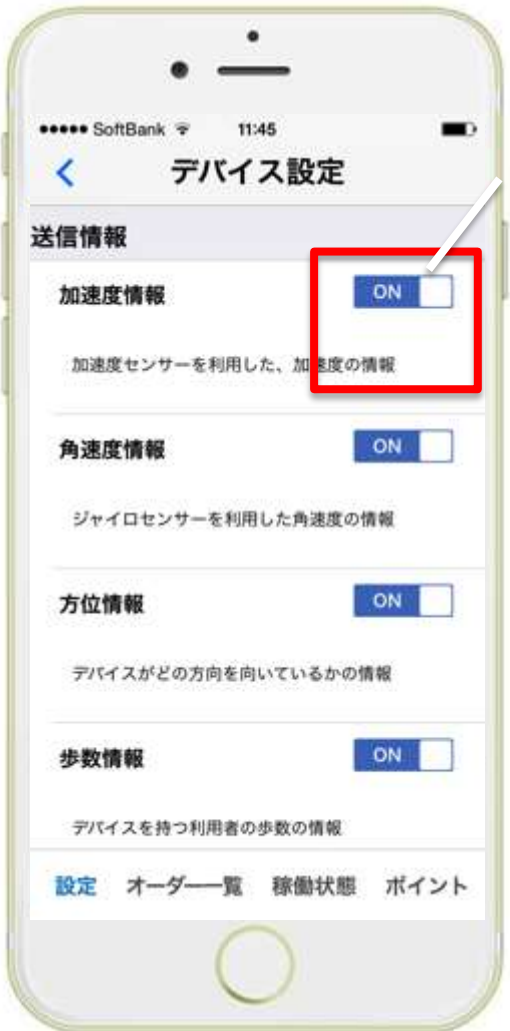 SoftBank 11:45
デバイス設定
送信情報
加速度情報 ON
加速度センサーを利用した、加速度の情報
角速度情報 ON
ジャイロセンサーを利用した角速度の情報
方位情報 ON
デバイスがどの方向を向いているかの情報
歩数情報 ON
デバイスを持つ利用者の歩数の情報
設定 オーダー一覧 稼働状態 ポイント